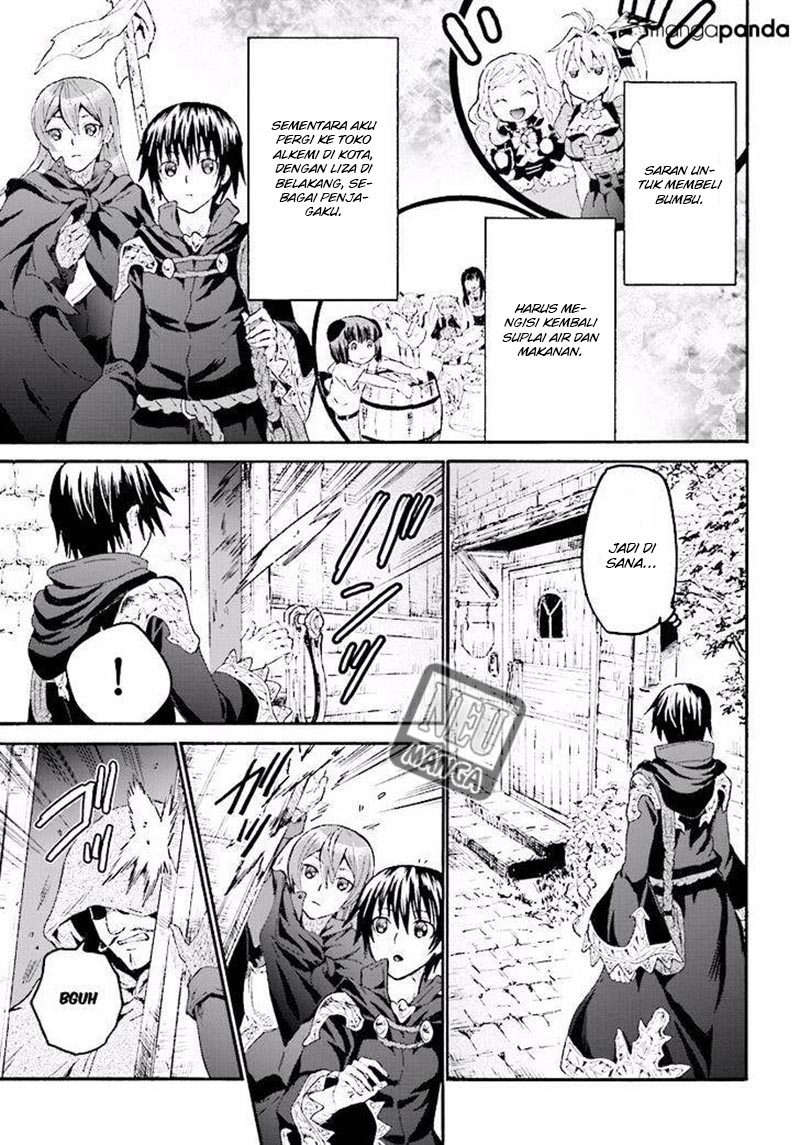 mangapanda
SARAN UN-
TUK MEMBELI
BUMBU.
HARUS ME-
NGISI KEMBALI
SUPLAI AIR DAN
MAKANAN.
SEMENTARA AKU
PERGI KE TOKO
ALKEMI DI KOTA,
DENGAN LIZA DI
BELAKANG, SE-
BAGAI PENJA-
GAKU.
JADI DI
SANA...
!
NEU
MANGA
BGUH